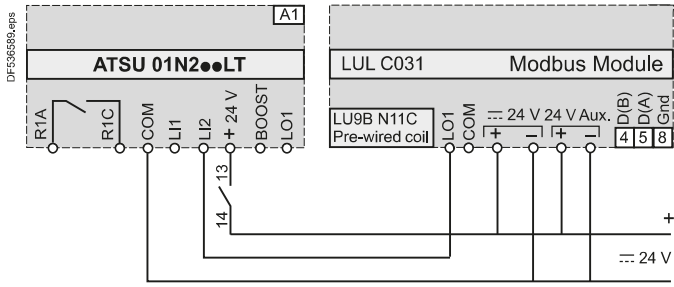 DF536589.eps
A1
ATSU 01N2●●LT
LUL C031 Modbus Module
R1A
R1C
COM
LI1
LI2
+ 24 V
BOOST
LO1
LU9B N11C
Pre-wired coil
LO1
COM
⎓ 24 V
24 V Aux.
+ − + −
D(B)
D(A)
Gnd
4 5 8
13
14
+
⎓ 24 V